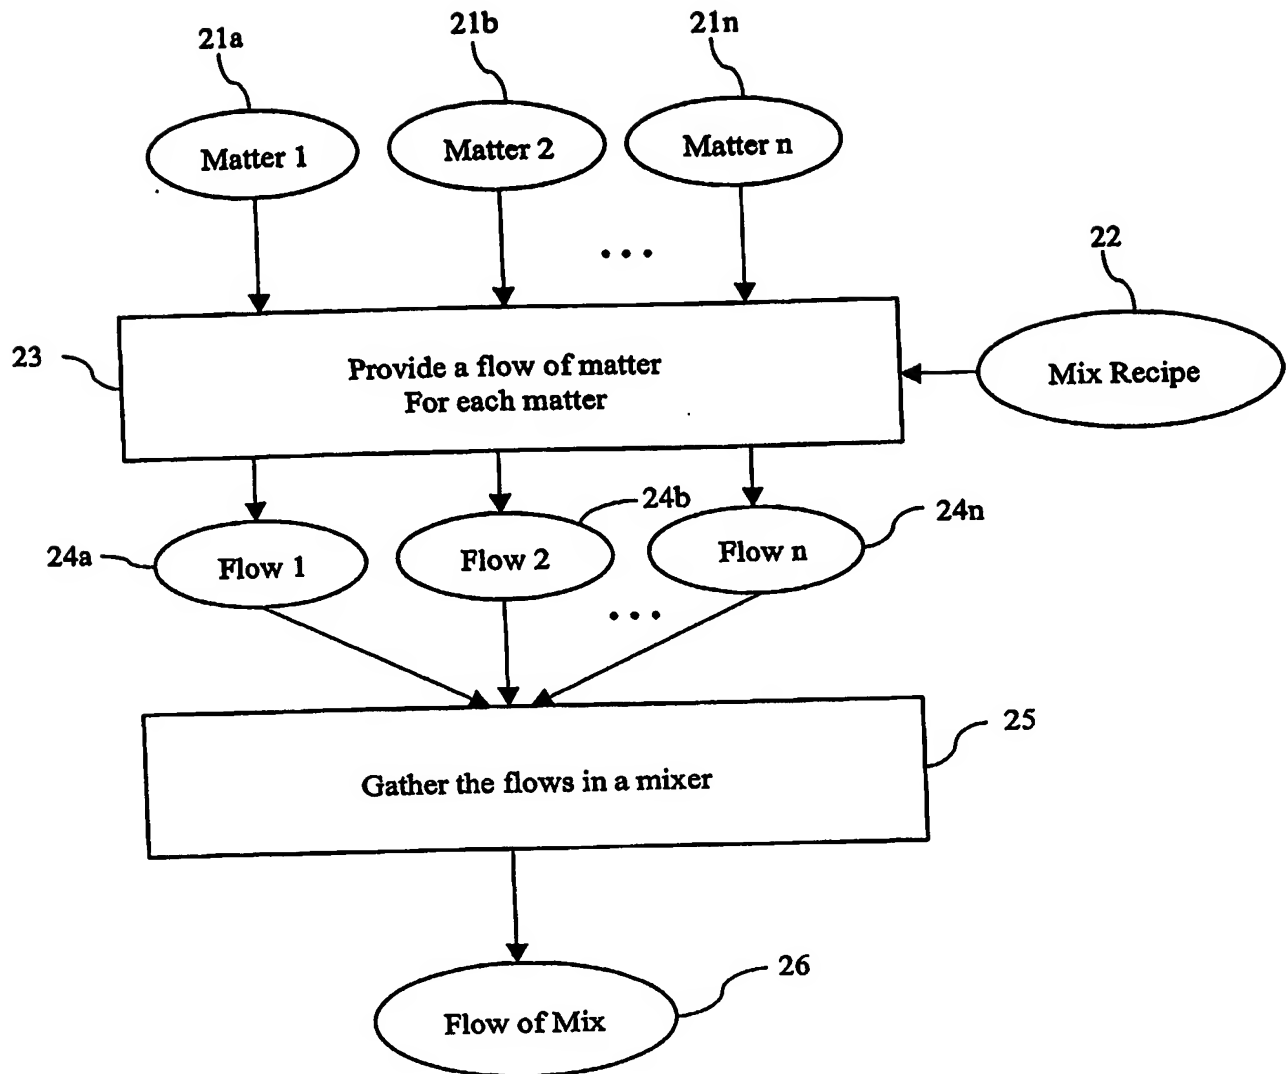 21a
21b
21n
Matter 1
Matter 2
Matter n
...
22
23
Provide a flow of matter
For each matter
Mix Recipe
24a
24b
24n
Flow 1
Flow 2
Flow n
...
25
Gather the flows in a mixer
26
Flow of Mix